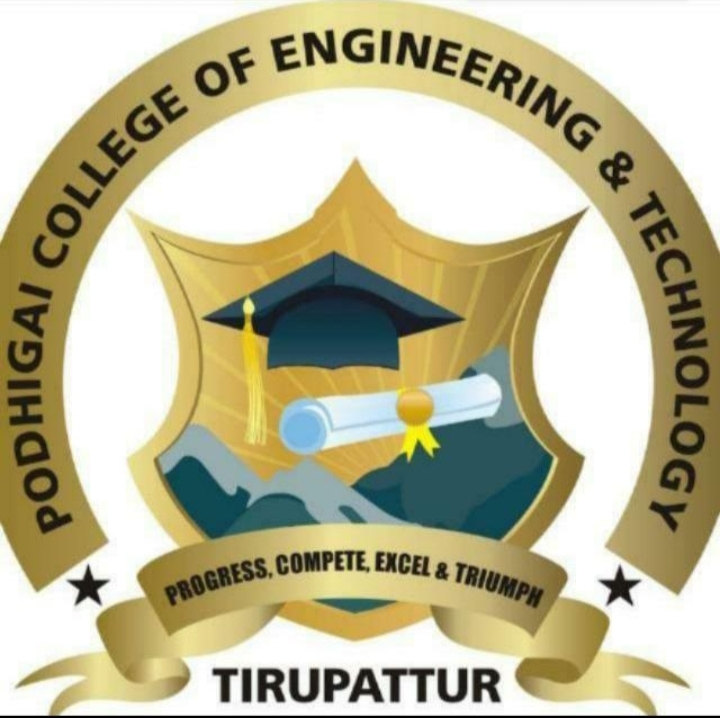 PODHIGAI COLLEGE OF ENGINEERING & TECHNOLOGY
PROGRESS, COMPETE, EXCEL & TRIUMPH
TIRUPATTUR